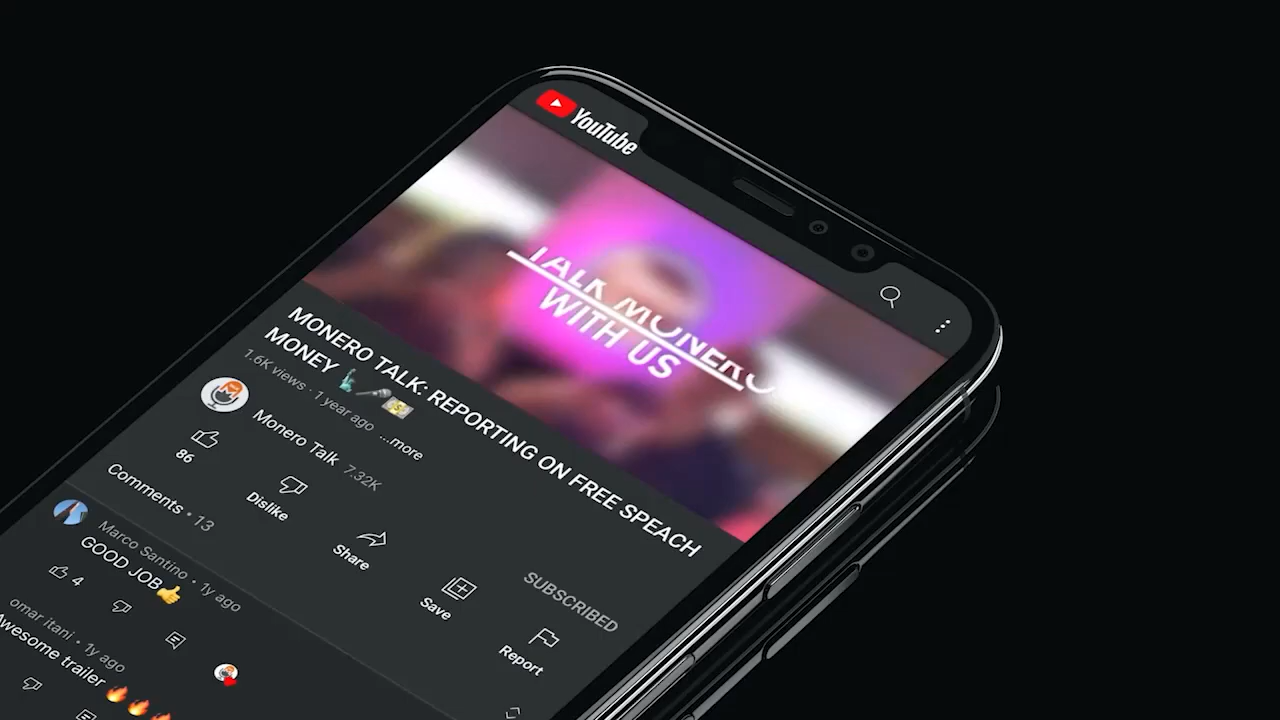 YouTube
TALK MONERO
WITH US
MONERO TALK: REPORTING ON FREE SPEACH
MONEY 🗽🎤💴
1.6K views · 1 year ago ...more
Monero Talk 7.32K
SUBSCRIBED
86
Dislike
Share
Save
Report
Comments • 13
Marco Santino • 1y ago
GOOD JOB👍
4
omar itani • 1y ago
Awesome trailer 🔥🔥🔥